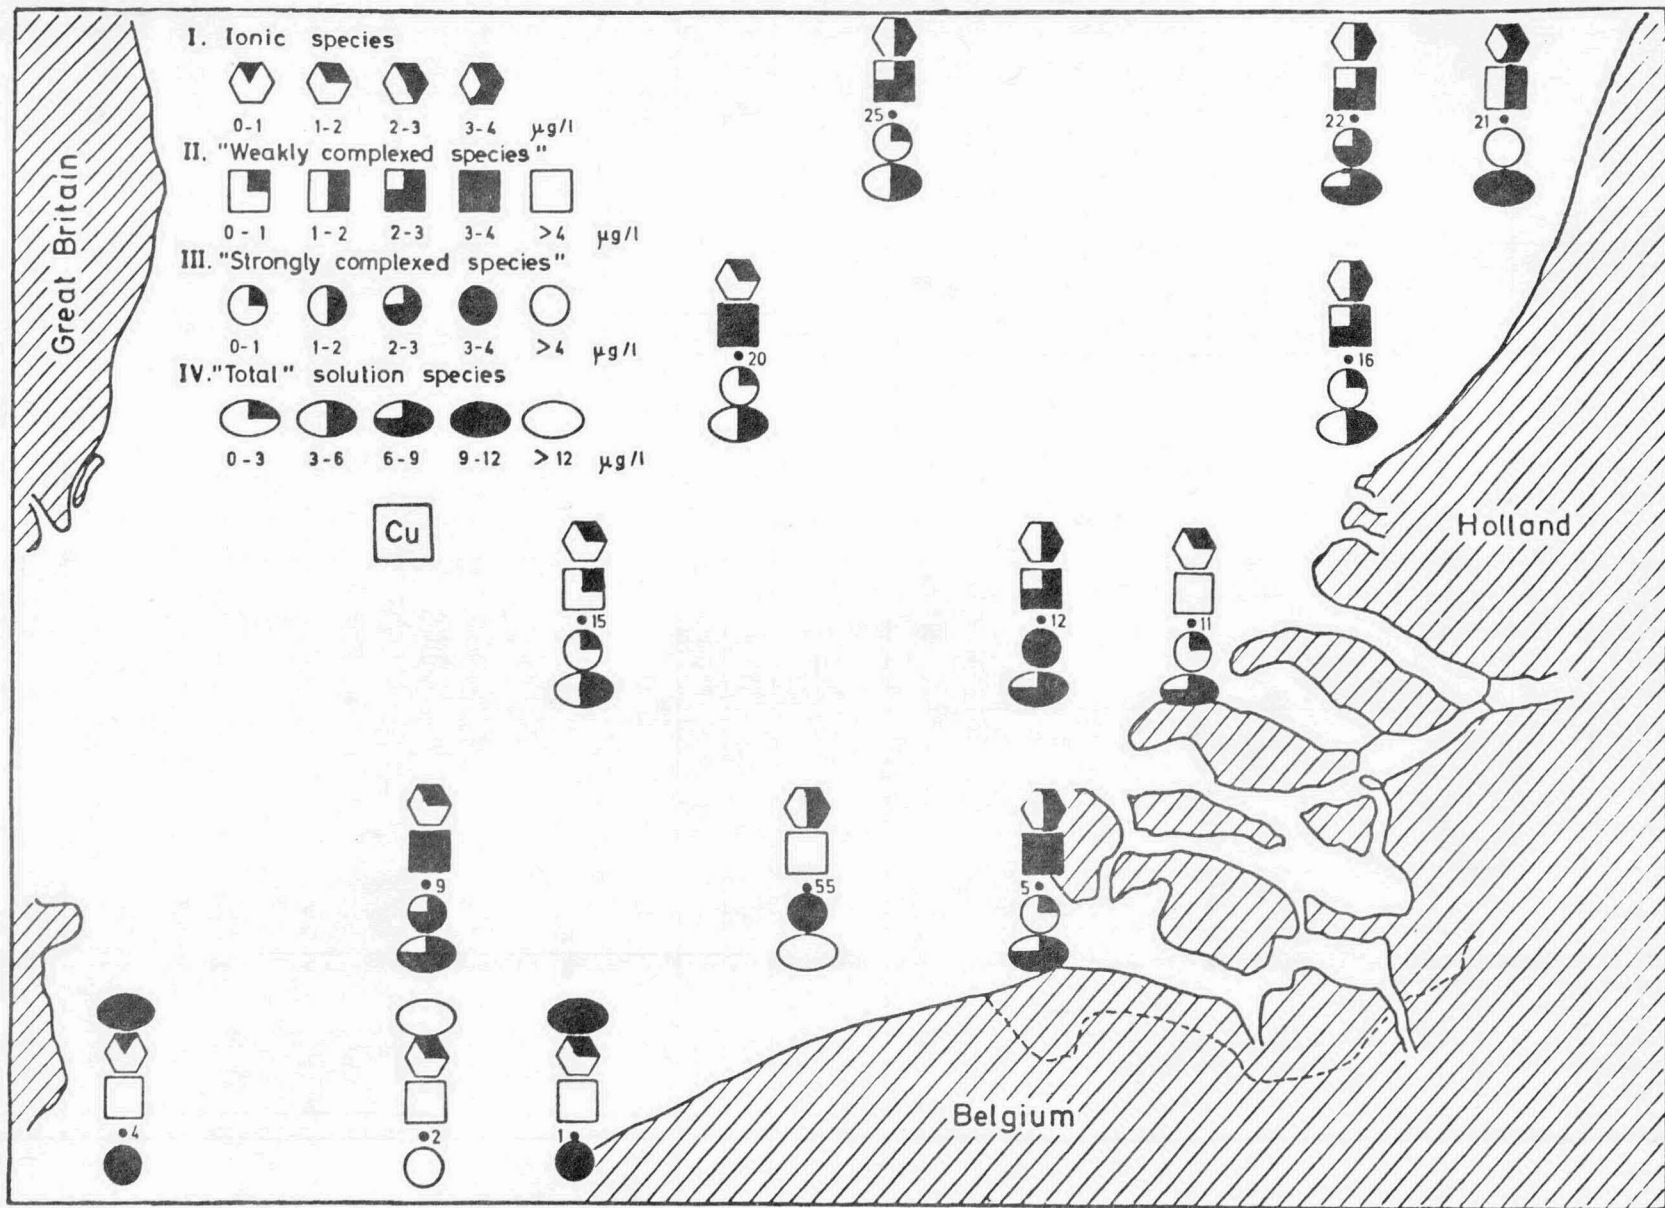 I. Ionic species
0-1 1-2 2-3 3-4 µg/l
II. "Weakly complexed species"
0-1 1-2 2-3 3-4 >4 µg/l
III. "Strongly complexed species"
0-1 1-2 2-3 3-4 >4 µg/l
IV. "Total" solution species
0-3 3-6 6-9 9-12 >12 µg/l
Great Britain
25
22
21
20
16
Cu
Holland
15
12
11
9
55
5
4
2
1
Belgium